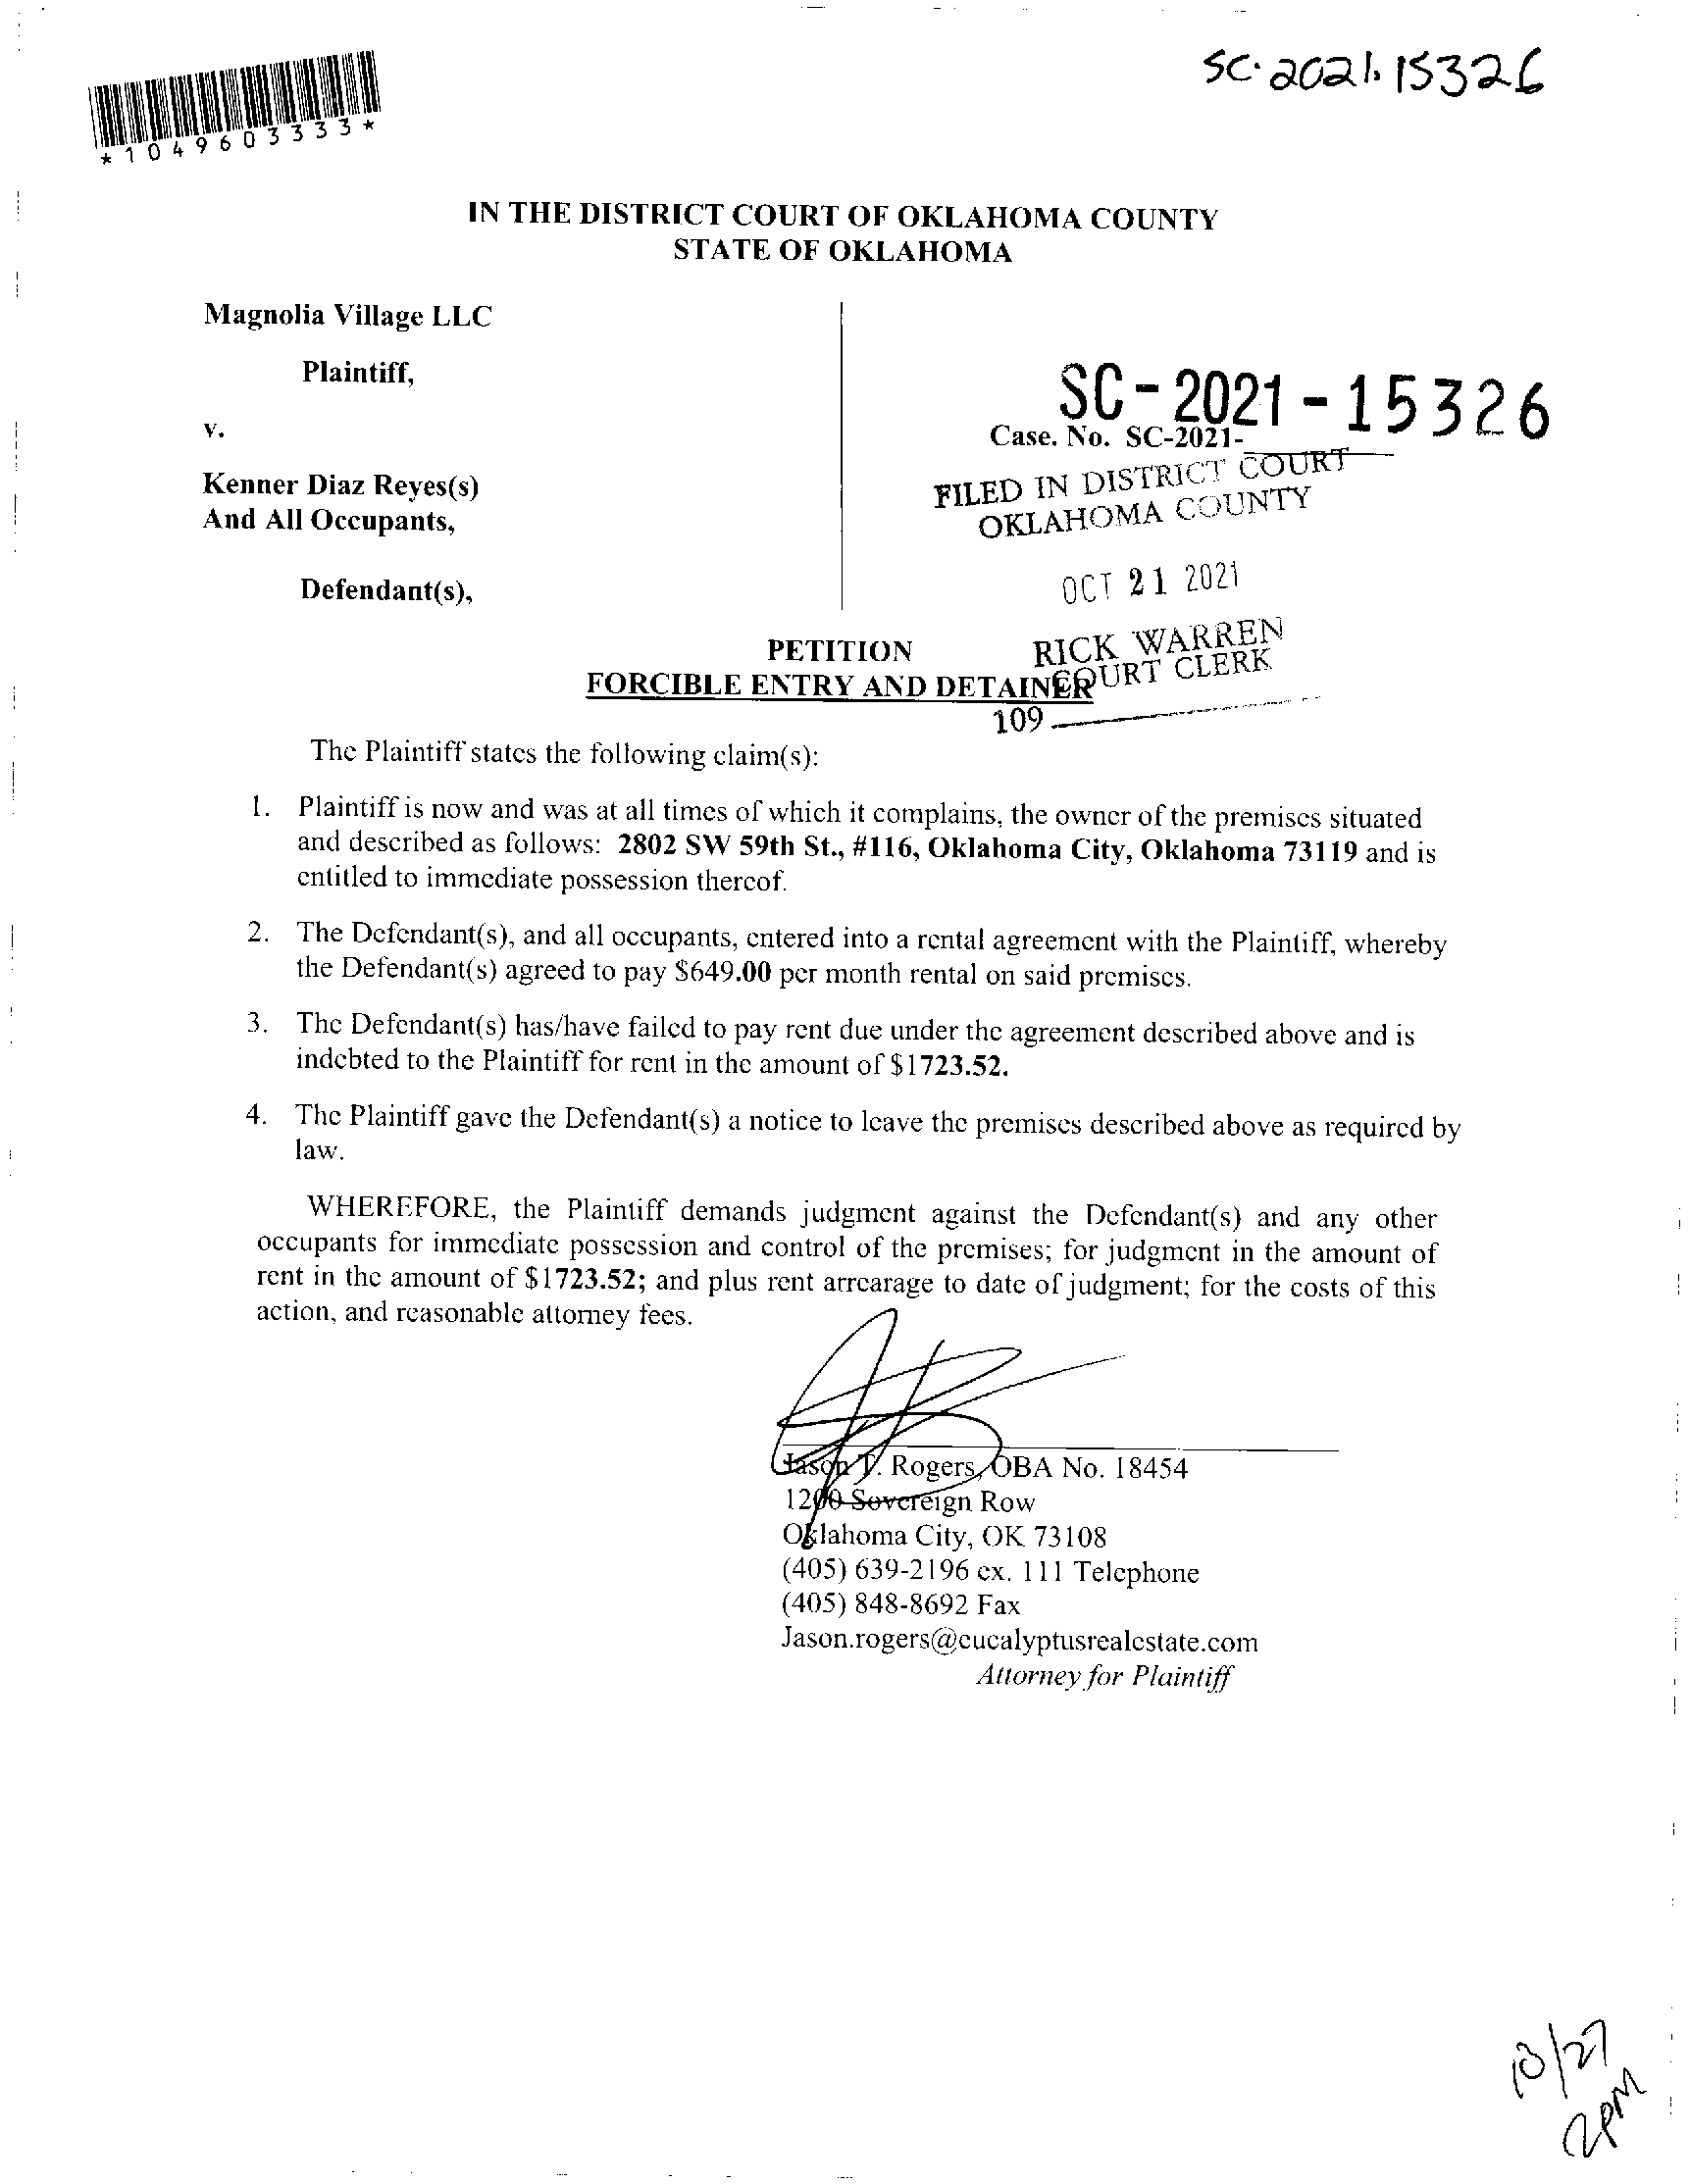 SC-2021-15326
*1049603333*
IN THE DISTRICT COURT OF OKLAHOMA COUNTY
STATE OF OKLAHOMA
Magnolia Village LLC
Plaintiff,
v.
Kenner Diaz Reyes(s)
And All Occupants,
Defendant(s),
SC-2021-15326
Case. No. SC-2021-
FILED IN DISTRICT COURT
OKLAHOMA COUNTY
OCT 21 2021
RICK WARREN
COURT CLERK
109
PETITION
FORCIBLE ENTRY AND DETAINER
The Plaintiff states the following claim(s):
1. Plaintiff is now and was at all times of which it complains, the owner of the premises situated
and described as follows: 2802 SW 59th St., #116, Oklahoma City, Oklahoma 73119 and is
entitled to immediate possession thereof.
2. The Defendant(s), and all occupants, entered into a rental agreement with the Plaintiff, whereby
the Defendant(s) agreed to pay $649.00 per month rental on said premises.
3. The Defendant(s) has/have failed to pay rent due under the agreement described above and is
indebted to the Plaintiff for rent in the amount of $1723.52.
4. The Plaintiff gave the Defendant(s) a notice to leave the premises described above as required by
law.
WHEREFORE, the Plaintiff demands judgment against the Defendant(s) and any other
occupants for immediate possession and control of the premises; for judgment in the amount of
rent in the amount of $1723.52; and plus rent arrearage to date of judgment; for the costs of this
action, and reasonable attorney fees.
Jason T. Rogers, OBA No. 18454
1200 Sovereign Row
Oklahoma City, OK 73108
(405) 639-2196 ex. 111 Telephone
(405) 848-8692 Fax
Jason.rogers@eucalyptusrealestate.com
Attorney for Plaintiff
10/27
2PM